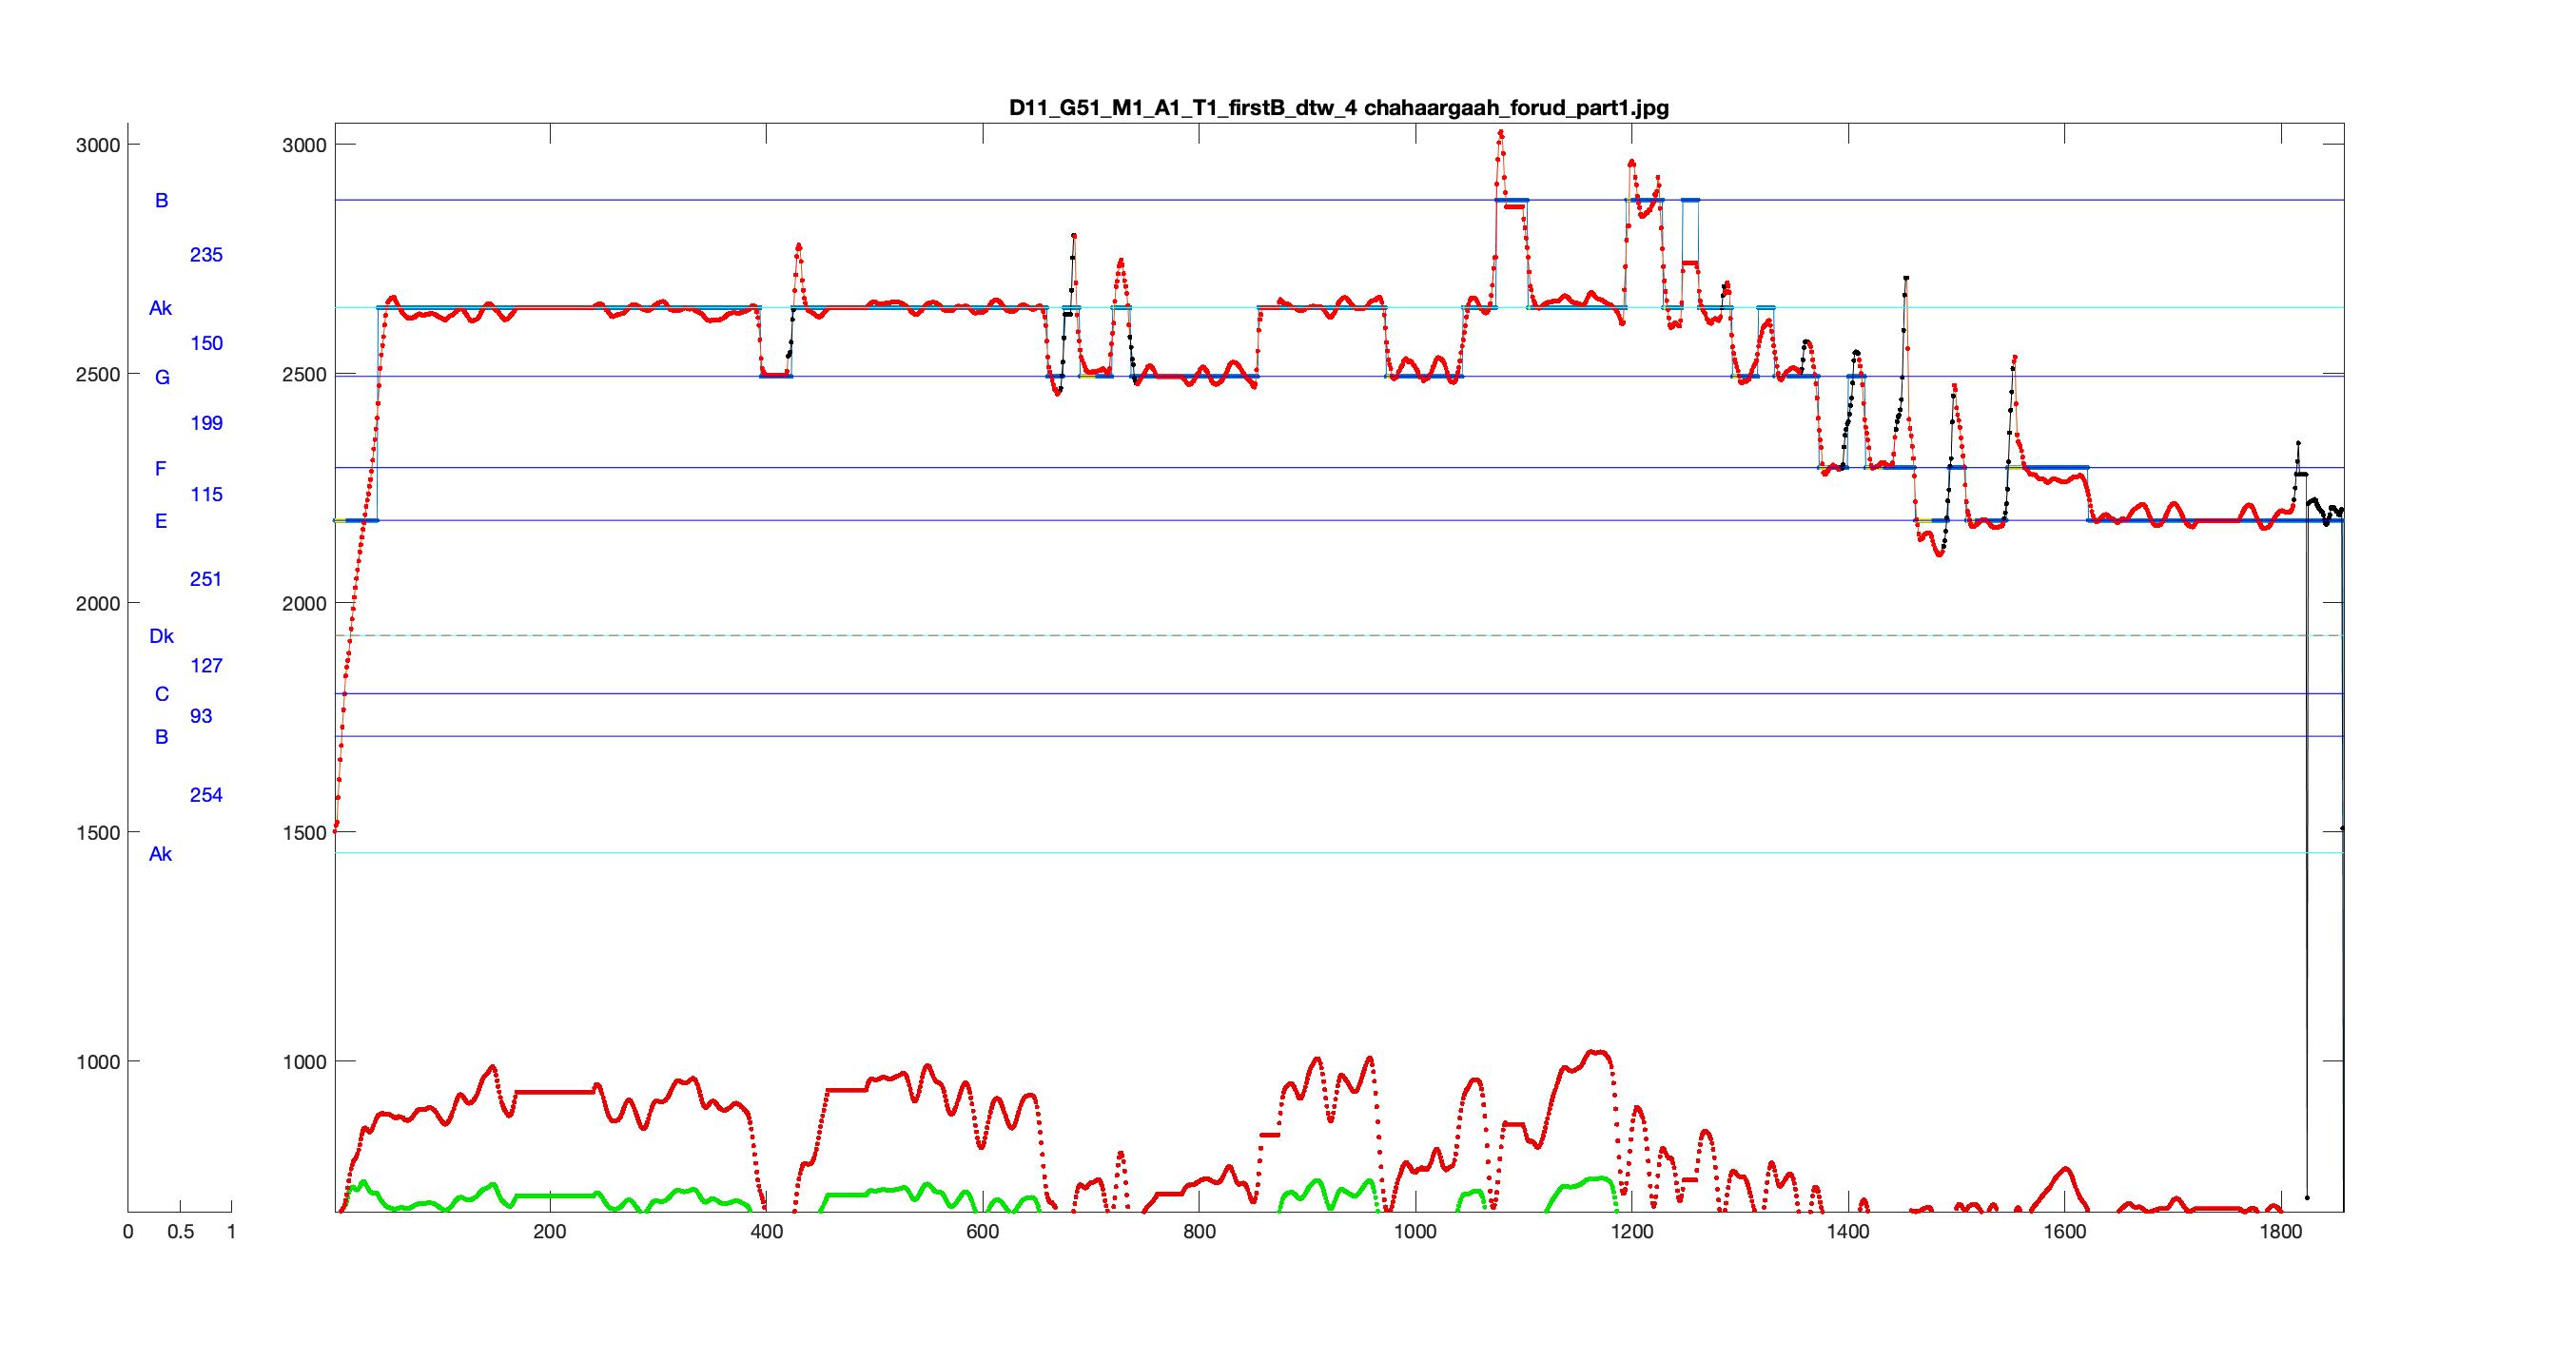 D11_G51_M1_A1_T1_firstB_dtw_4 chahaargaah_forud_part1.jpg
3000 3000
B
235
Ak
150
2500 G 2500
199
F
115
E
251
2000 2000
Dk
127
C
93
B
254
1500 1500
Ak
1000 1000
0 0.5 1 200 400 600 800 1000 1200 1400 1600 1800